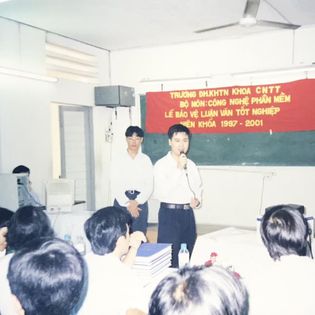 TRƯỜNG ĐH.KHTN KHOA CNTT
BỘ MÔN: CÔNG NGHỆ PHẦN MỀM
LỄ BẢO VỆ LUẬN VĂN TỐT NGHIỆP
NIÊN KHÓA 1997 - 2001